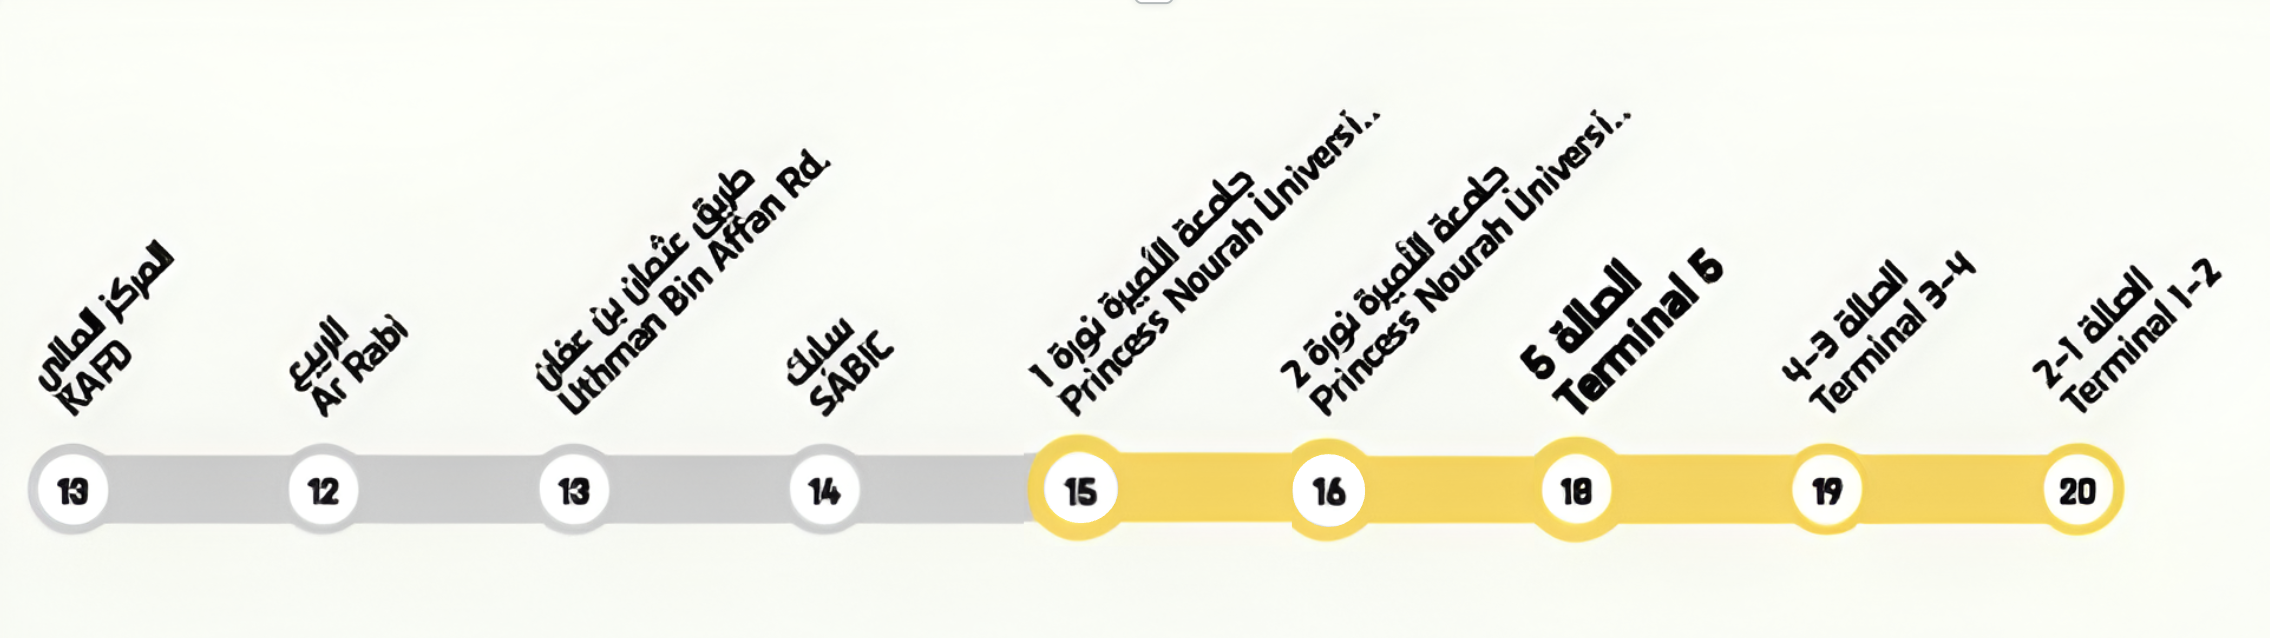 المركز المالي
KAFD
الربيع
Ar Rabi
طريق عثمان بن عفان
Uthman Bin Affan Rd.
سابك
SABIC
جامعة الأميرة نورة 1
Princess Nourah Universi..
جامعة الأميرة نورة 2
Princess Nourah Universi..
الصالة 5
Terminal 5
الصالة 3-4
Terminal 3-4
الصالة 1-2
Terminal 1-2
13
12
13
14
15
16
18
19
20